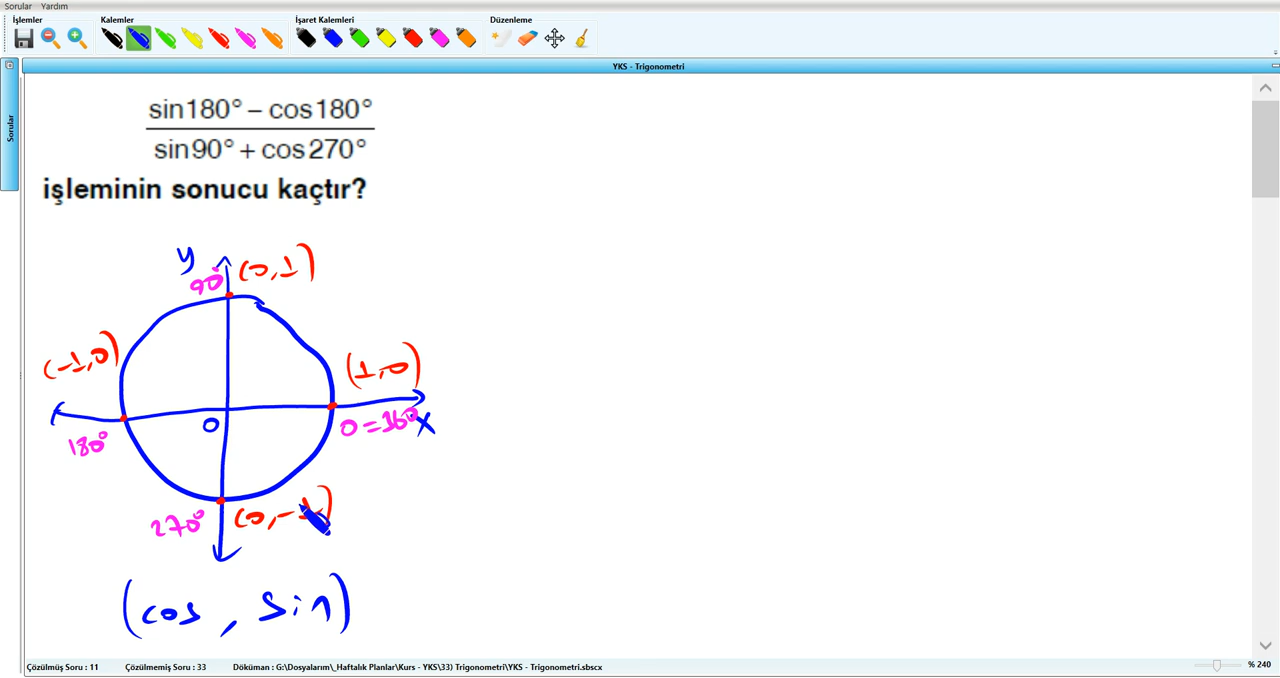 Sorular Yardım
İşlemler Kalemler İşaret Kalemleri Düzenleme
YKS - Trigonometri
Sorular
sin180° – cos180°
sin90° + cos270°
işleminin sonucu kaçtır?
y
90° (0,1)
(-1,0) (1,0)
180° O 0=360° x
270° (0,-1)
(cos, sin)
Çözülmüş Soru : 11 Çözülmemiş Soru : 33 Döküman : G:\Dosyalarım\_Haftalık Planlar\Kurs - YKS\33) Trigonometri\YKS - Trigonometri.sbscx % 240